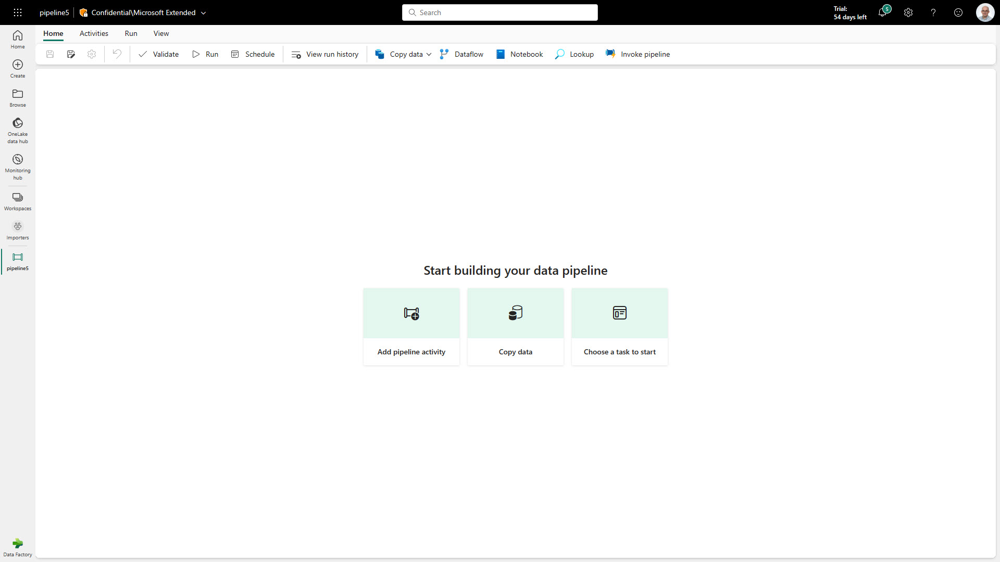 pipeline5
Confidential\Microsoft Extended
Search
Trial:
54 days left
5
Home
Activities
Run
View
Validate
Run
Schedule
View run history
Copy data
Dataflow
Notebook
Lookup
Invoke pipeline
Home
Create
Browse
OneLake
data hub
Monitoring
hub
Workspaces
Importers
pipeline5
Data Factory
Start building your data pipeline
Add pipeline activity
Copy data
Choose a task to start